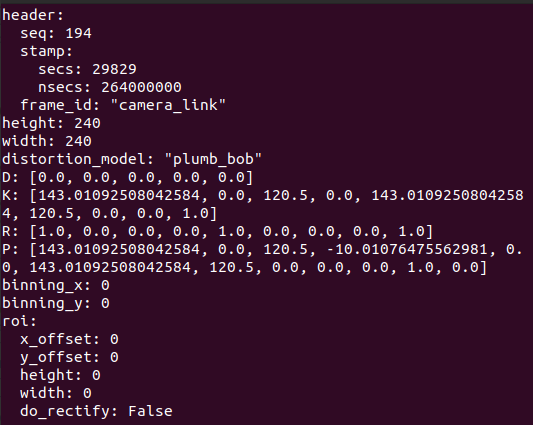 header:
  seq: 194
  stamp:
    secs: 29829
    nsecs: 264000000
  frame_id: "camera_link"
height: 240
width: 240
distortion_model: "plumb_bob"
D: [0.0, 0.0, 0.0, 0.0, 0.0]
K: [143.01092508042584, 0.0, 120.5, 0.0, 143.0109250804258
4, 120.5, 0.0, 0.0, 1.0]
R: [1.0, 0.0, 0.0, 0.0, 1.0, 0.0, 0.0, 0.0, 1.0]
P: [143.01092508042584, 0.0, 120.5, -10.01076475562981, 0.
0, 143.01092508042584, 120.5, 0.0, 0.0, 0.0, 1.0, 0.0]
binning_x: 0
binning_y: 0
roi:
  x_offset: 0
  y_offset: 0
  height: 0
  width: 0
  do_rectify: False